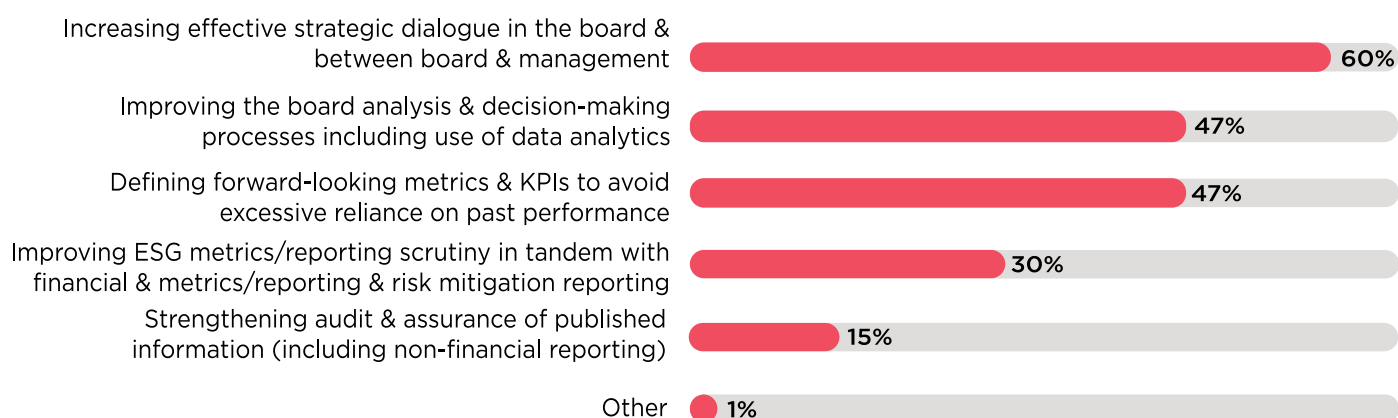 Increasing effective strategic dialogue in the board &
between board & management
60%
Improving the board analysis & decision-making
processes including use of data analytics
47%
Defining forward-looking metrics & KPIs to avoid
excessive reliance on past performance
47%
Improving ESG metrics/reporting scrutiny in tandem with
financial & metrics/reporting & risk mitigation reporting
30%
Strengthening audit & assurance of published
information (including non-financial reporting)
15%
Other
1%